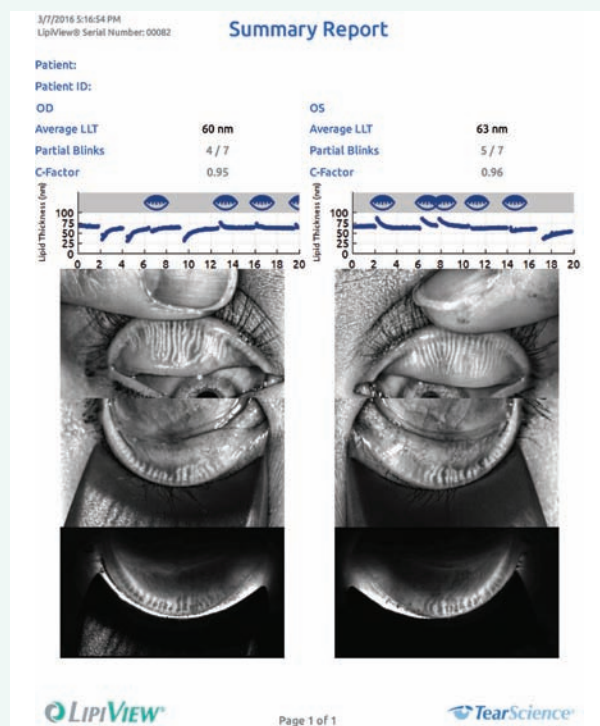 3/7/2016 5:16:54 PM
LipiView® Serial Number: 00082
Summary Report
Patient:
Patient ID:
OD
Average LLT 60 nm
Partial Blinks 4 / 7
C-Factor 0.95
OS
Average LLT 63 nm
Partial Blinks 5 / 7
C-Factor 0.96
Lipid Thickness (nm)
100
75
50
25
0
0 2 4 6 8 10 12 14 16 18 20
Lipid Thickness (nm)
100
75
50
25
0
0 2 4 6 8 10 12 14 16 18 20
LIPIVIEW®
Page 1 of 1
TearScience®